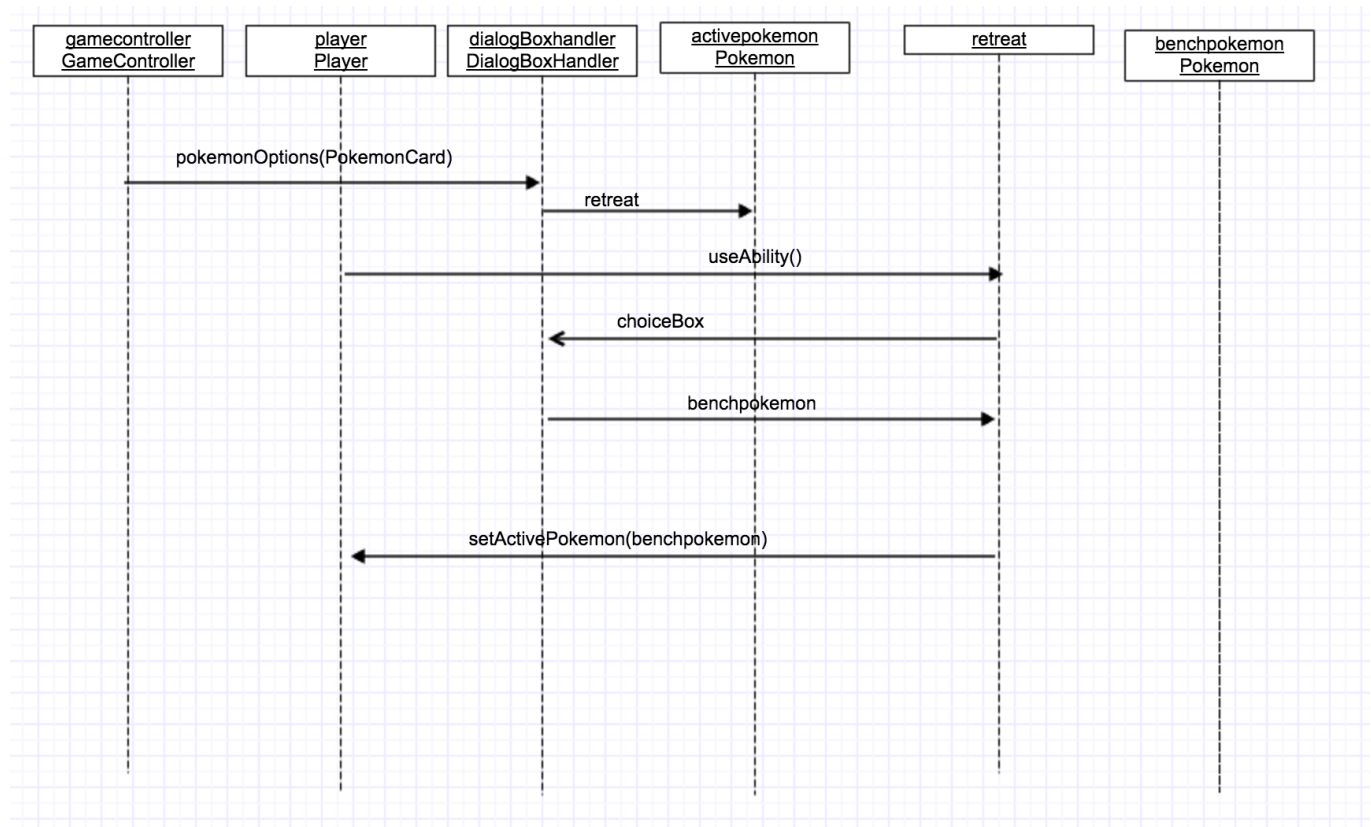 gamecontroller
GameController
player
Player
dialogBoxhandler
DialogBoxHandler
activepokemon
Pokemon
retreat
benchpokemon
Pokemon
pokemonOptions(PokemonCard)
retreat
useAbility()
choiceBox
benchpokemon
setActivePokemon(benchpokemon)